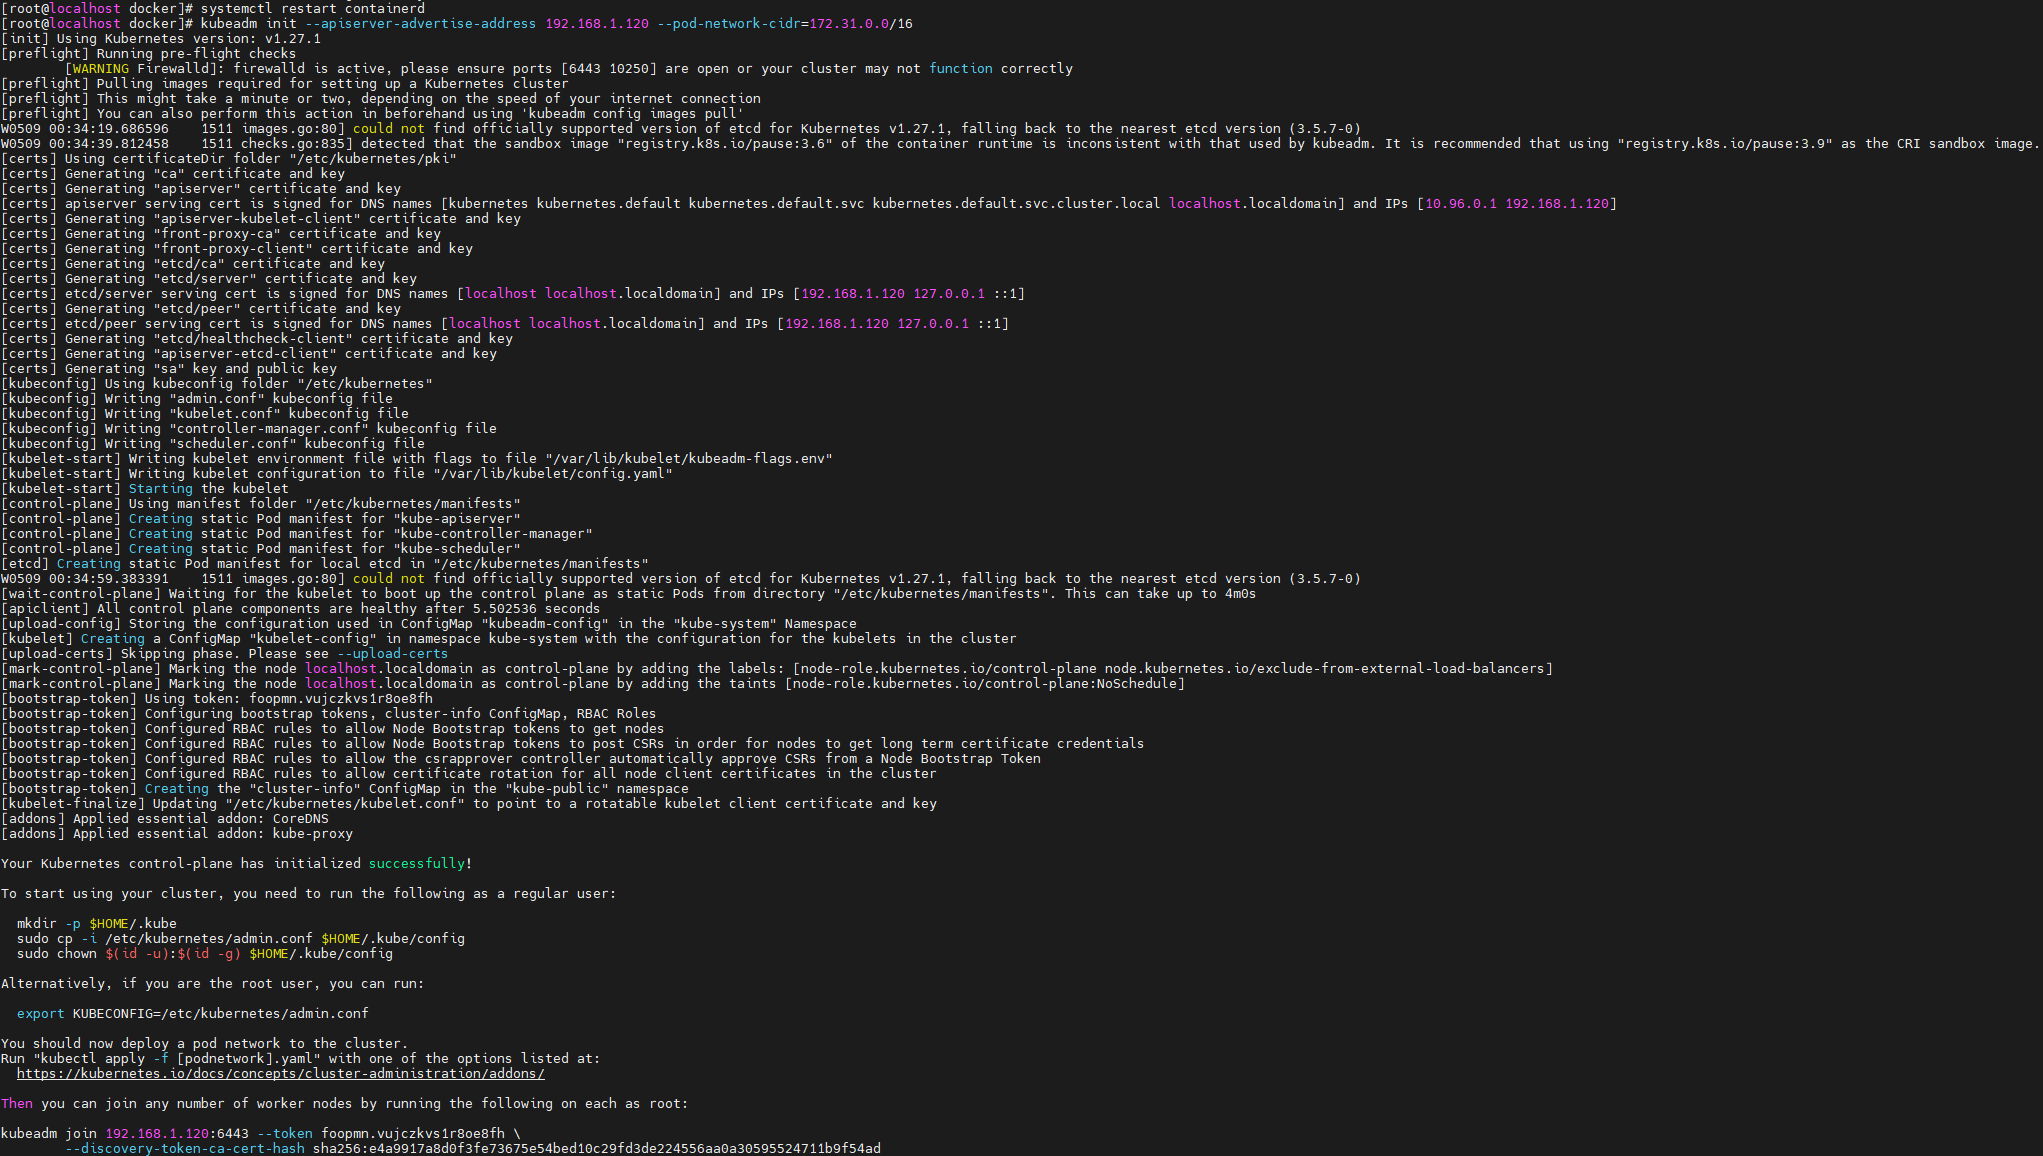 [root@localhost docker]# systemctl restart containerd
[root@localhost docker]# kubeadm init --apiserver-advertise-address 192.168.1.120 --pod-network-cidr=172.31.0.0/16
[init] Using Kubernetes version: v1.27.1
[preflight] Running pre-flight checks
        [WARNING Firewalld]: firewalld is active, please ensure ports [6443 10250] are open or your cluster may not function correctly
[preflight] Pulling images required for setting up a Kubernetes cluster
[preflight] This might take a minute or two, depending on the speed of your internet connection
[preflight] You can also perform this action in beforehand using 'kubeadm config images pull'
W0509 00:34:19.686596    1511 images.go:80] could not find officially supported version of etcd for Kubernetes v1.27.1, falling back to the nearest etcd version (3.5.7-0)
W0509 00:34:39.812458    1511 checks.go:835] detected that the sandbox image "registry.k8s.io/pause:3.6" of the container runtime is inconsistent with that used by kubeadm. It is recommended that using "registry.k8s.io/pause:3.9" as the CRI sandbox image.
[certs] Using certificateDir folder "/etc/kubernetes/pki"
[certs] Generating "ca" certificate and key
[certs] Generating "apiserver" certificate and key
[certs] apiserver serving cert is signed for DNS names [kubernetes kubernetes.default kubernetes.default.svc kubernetes.default.svc.cluster.local localhost.localdomain] and IPs [10.96.0.1 192.168.1.120]
[certs] Generating "apiserver-kubelet-client" certificate and key
[certs] Generating "front-proxy-ca" certificate and key
[certs] Generating "front-proxy-client" certificate and key
[certs] Generating "etcd/ca" certificate and key
[certs] Generating "etcd/server" certificate and key
[certs] etcd/server serving cert is signed for DNS names [localhost localhost.localdomain] and IPs [192.168.1.120 127.0.0.1 ::1]
[certs] Generating "etcd/peer" certificate and key
[certs] etcd/peer serving cert is signed for DNS names [localhost localhost.localdomain] and IPs [192.168.1.120 127.0.0.1 ::1]
[certs] Generating "etcd/healthcheck-client" certificate and key
[certs] Generating "apiserver-etcd-client" certificate and key
[certs] Generating "sa" key and public key
[kubeconfig] Using kubeconfig folder "/etc/kubernetes"
[kubeconfig] Writing "admin.conf" kubeconfig file
[kubeconfig] Writing "kubelet.conf" kubeconfig file
[kubeconfig] Writing "controller-manager.conf" kubeconfig file
[kubeconfig] Writing "scheduler.conf" kubeconfig file
[kubelet-start] Writing kubelet environment file with flags to file "/var/lib/kubelet/kubeadm-flags.env"
[kubelet-start] Writing kubelet configuration to file "/var/lib/kubelet/config.yaml"
[kubelet-start] Starting the kubelet
[control-plane] Using manifest folder "/etc/kubernetes/manifests"
[control-plane] Creating static Pod manifest for "kube-apiserver"
[control-plane] Creating static Pod manifest for "kube-controller-manager"
[control-plane] Creating static Pod manifest for "kube-scheduler"
[etcd] Creating static Pod manifest for local etcd in "/etc/kubernetes/manifests"
W0509 00:34:59.383391    1511 images.go:80] could not find officially supported version of etcd for Kubernetes v1.27.1, falling back to the nearest etcd version (3.5.7-0)
[wait-control-plane] Waiting for the kubelet to boot up the control plane as static Pods from directory "/etc/kubernetes/manifests". This can take up to 4m0s
[apiclient] All control plane components are healthy after 5.502536 seconds
[upload-config] Storing the configuration used in ConfigMap "kubeadm-config" in the "kube-system" Namespace
[kubelet] Creating a ConfigMap "kubelet-config" in namespace kube-system with the configuration for the kubelets in the cluster
[upload-certs] Skipping phase. Please see --upload-certs
[mark-control-plane] Marking the node localhost.localdomain as control-plane by adding the labels: [node-role.kubernetes.io/control-plane node.kubernetes.io/exclude-from-external-load-balancers]
[mark-control-plane] Marking the node localhost.localdomain as control-plane by adding the taints [node-role.kubernetes.io/control-plane:NoSchedule]
[bootstrap-token] Using token: foopmn.vujczkvs1r8oe8fh
[bootstrap-token] Configuring bootstrap tokens, cluster-info ConfigMap, RBAC Roles
[bootstrap-token] Configured RBAC rules to allow Node Bootstrap tokens to get nodes
[bootstrap-token] Configured RBAC rules to allow Node Bootstrap tokens to post CSRs in order for nodes to get long term certificate credentials
[bootstrap-token] Configured RBAC rules to allow the csrapprover controller automatically approve CSRs from a Node Bootstrap Token
[bootstrap-token] Configured RBAC rules to allow certificate rotation for all node client certificates in the cluster
[bootstrap-token] Creating the "cluster-info" ConfigMap in the "kube-public" namespace
[kubelet-finalize] Updating "/etc/kubernetes/kubelet.conf" to point to a rotatable kubelet client certificate and key
[addons] Applied essential addon: CoreDNS
[addons] Applied essential addon: kube-proxy

Your Kubernetes control-plane has initialized successfully!

To start using your cluster, you need to run the following as a regular user:

  mkdir -p $HOME/.kube
  sudo cp -i /etc/kubernetes/admin.conf $HOME/.kube/config
  sudo chown $(id -u):$(id -g) $HOME/.kube/config

Alternatively, if you are the root user, you can run:

  export KUBECONFIG=/etc/kubernetes/admin.conf

You should now deploy a pod network to the cluster.
Run "kubectl apply -f [podnetwork].yaml" with one of the options listed at:
  https://kubernetes.io/docs/concepts/cluster-administration/addons/

Then you can join any number of worker nodes by running the following on each as root:

kubeadm join 192.168.1.120:6443 --token foopmn.vujczkvs1r8oe8fh \
        --discovery-token-ca-cert-hash sha256:e4a9917a8d0f3fe73675e54bed10c29fd3de224556aa0a30595524711b9f54ad